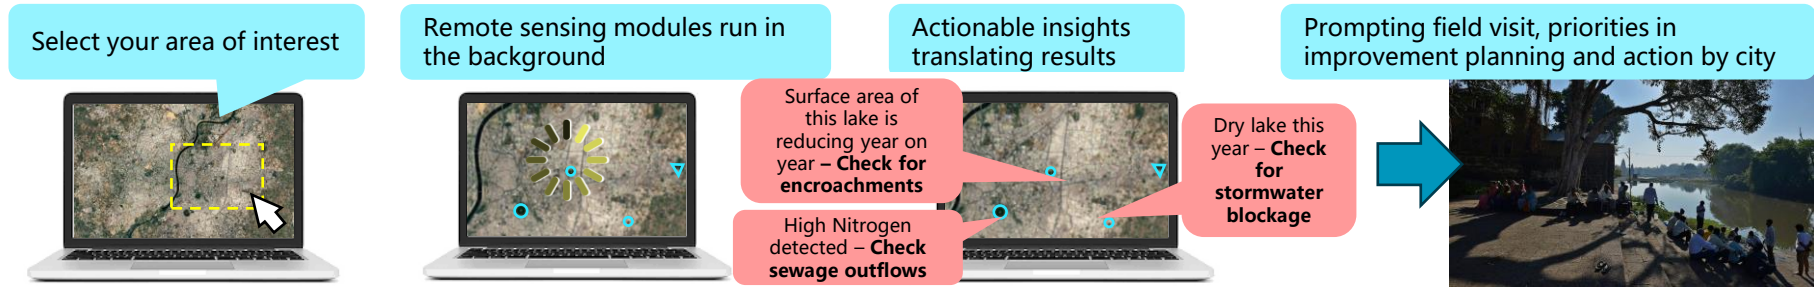 Select your area of interest
Remote sensing modules run in
the background
Actionable insights
translating results
Surface area of
this lake is
reducing year on
year – Check for
encroachments
High Nitrogen
detected – Check
sewage outflows
Dry lake this
year – Check
for
stormwater
blockage
Prompting field visit, priorities in
improvement planning and action by city